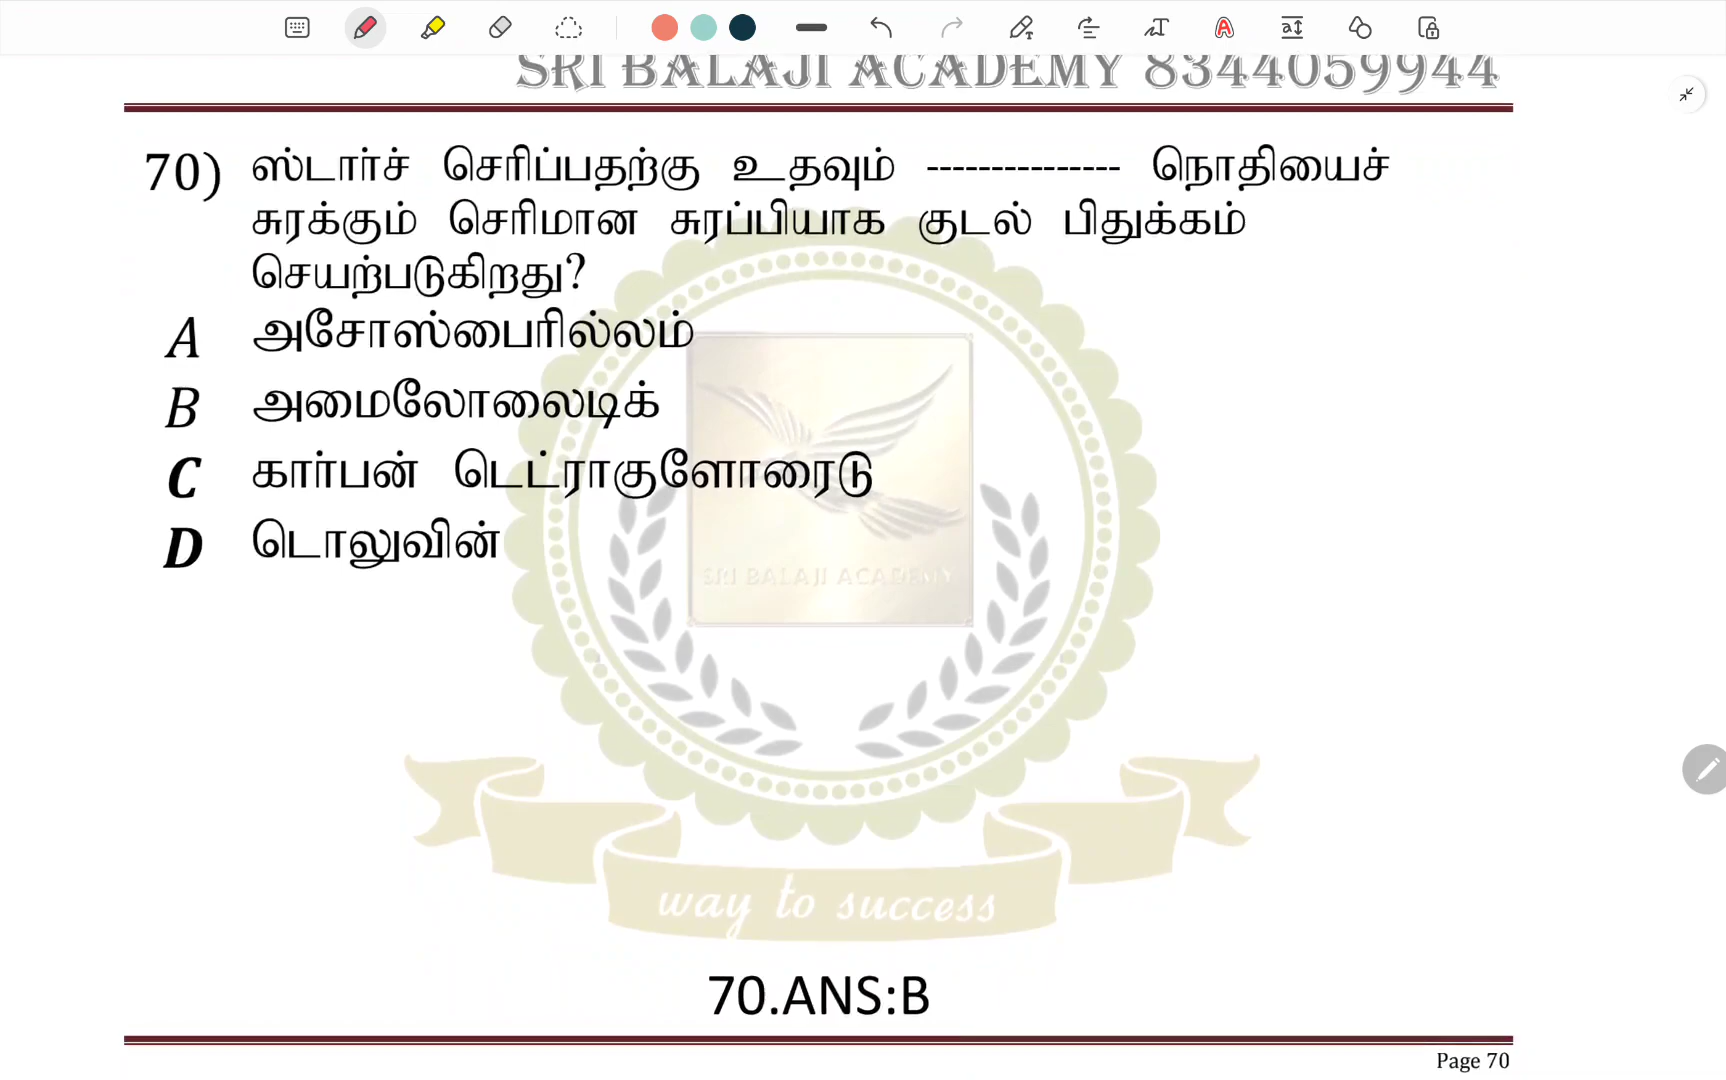 SRI BALAJI ACADEMY 8344059944
70) ஸ்டார்ச் செரிப்பதற்கு உதவும் --------------- நொதியைச்
சுரக்கும் செரிமான சுரப்பியாக குடல் பிதுக்கம்
செயற்படுகிறது?
A அசோஸ்பைரில்லம்
B அமைலோலைடிக்
C கார்பன் டெட்ராகுளோரைடு
D டொலுவின்
SRI BALAJI ACADEMY
way to success
70.ANS:B
Page 70